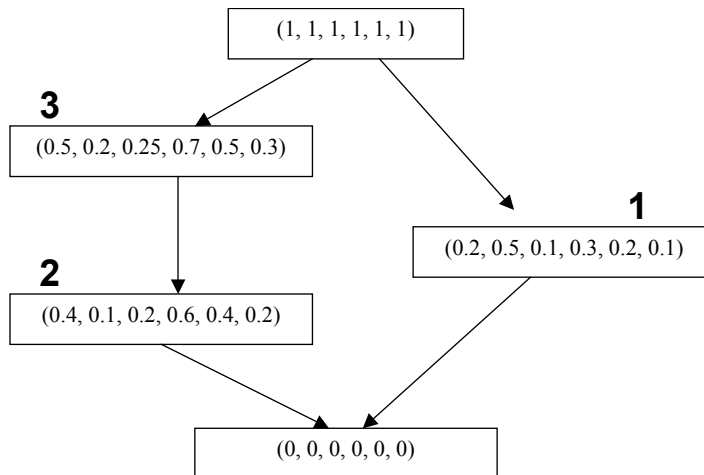 (1, 1, 1, 1, 1, 1)
3
(0.5, 0.2, 0.25, 0.7, 0.5, 0.3)
1
(0.2, 0.5, 0.1, 0.3, 0.2, 0.1)
2
(0.4, 0.1, 0.2, 0.6, 0.4, 0.2)
(0, 0, 0, 0, 0, 0)